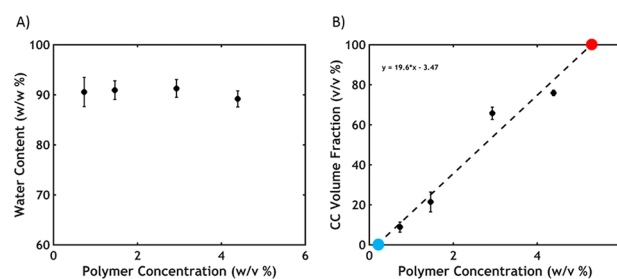 A)
100
90
80
70
60
0
2
4
6
Water Content (w/w %)
Polymer Concentration (w/v %)
B)
y = 19.6*x - 3.47
100
80
60
40
20
0
0
2
4
CC Volume Fraction (v/v %)
Polymer Concentration (w/v %)